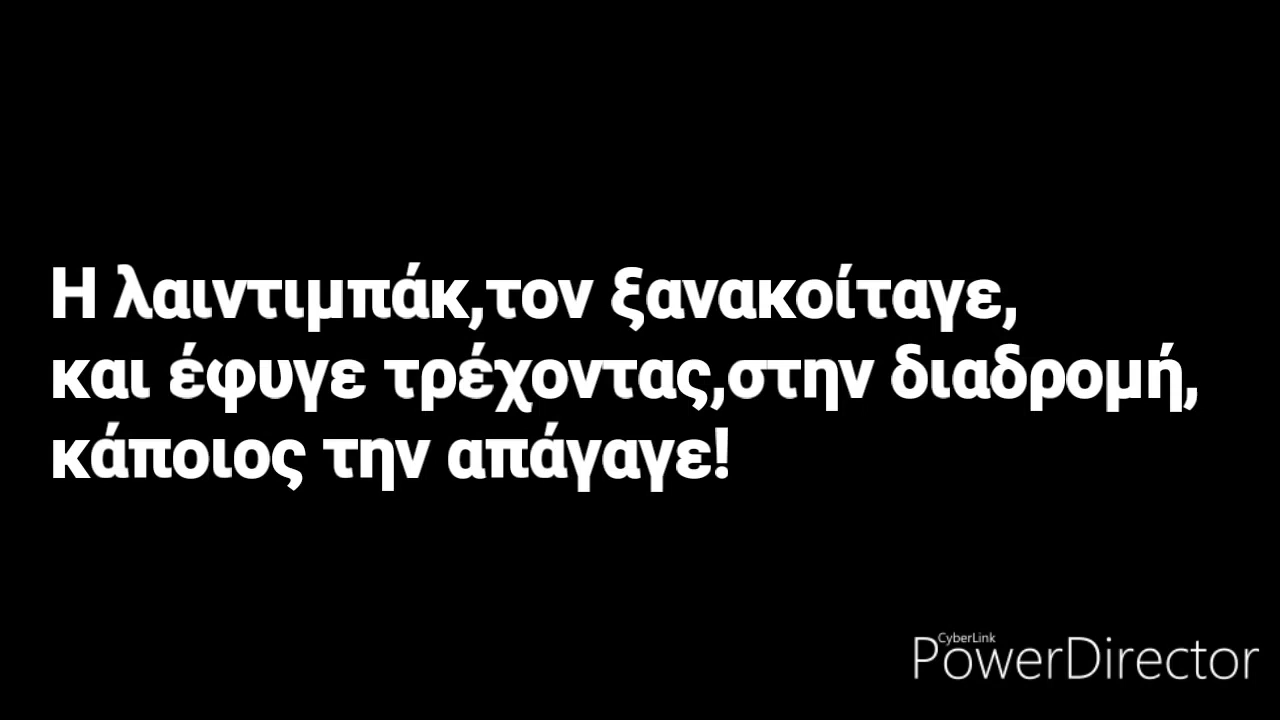 Η λαιντιμπάκ,τον ξανακοίταγε,
και έφυγε τρέχοντας,στην διαδρομή,
κάποιος την απάγαγε!
CyberLink
PowerDirector